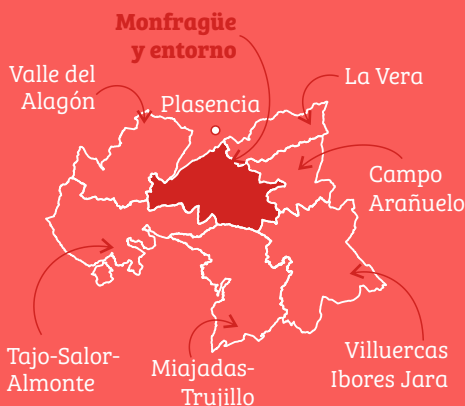 Monfragüe
y entorno
Valle del
Alagón
Plasencia
La Vera
Campo
Arañuelo
Tajo-Salor-
Almonte
Miajadas-
Trujillo
Villuercas
Ibores Jara